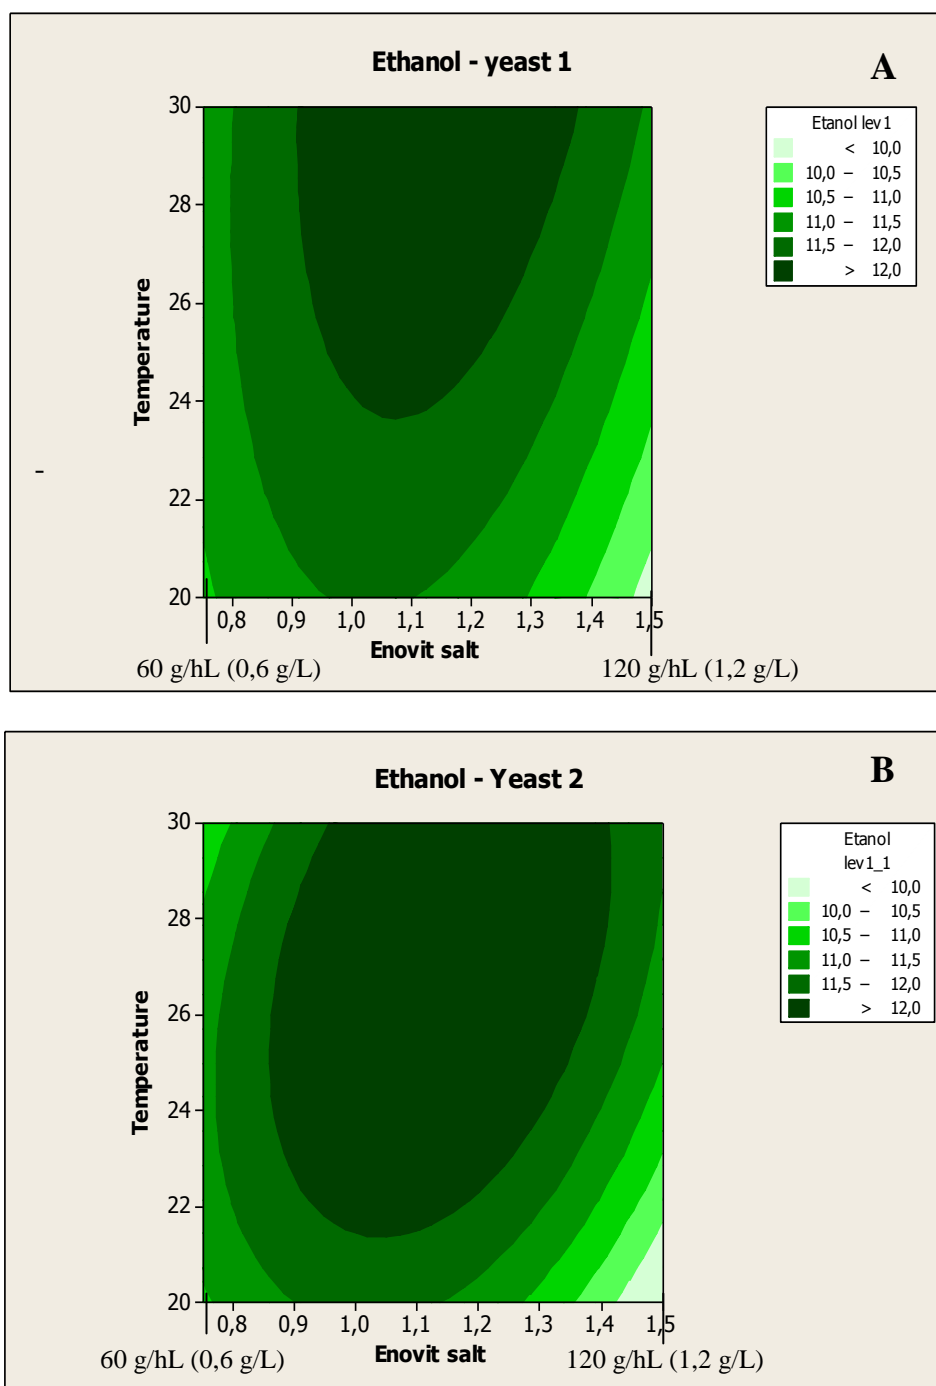 Ethanol - yeast 1
A
Etanol lev1
< 10,0
10,0 – 10,5
10,5 – 11,0
11,0 – 11,5
11,5 – 12,0
> 12,0
30
28
26
24
22
20
Temperature
-
0,8 0,9 1,0 1,1 1,2 1,3 1,4 1,5
Enovit salt
60 g/hL (0,6 g/L) 120 g/hL (1,2 g/L)
Ethanol - Yeast 2
B
Etanol
lev1_1
< 10,0
10,0 – 10,5
10,5 – 11,0
11,0 – 11,5
11,5 – 12,0
> 12,0
30
28
26
24
22
20
Temperature
0,8 0,9 1,0 1,1 1,2 1,3 1,4 1,5
Enovit salt
60 g/hL (0,6 g/L) 120 g/hL (1,2 g/L)